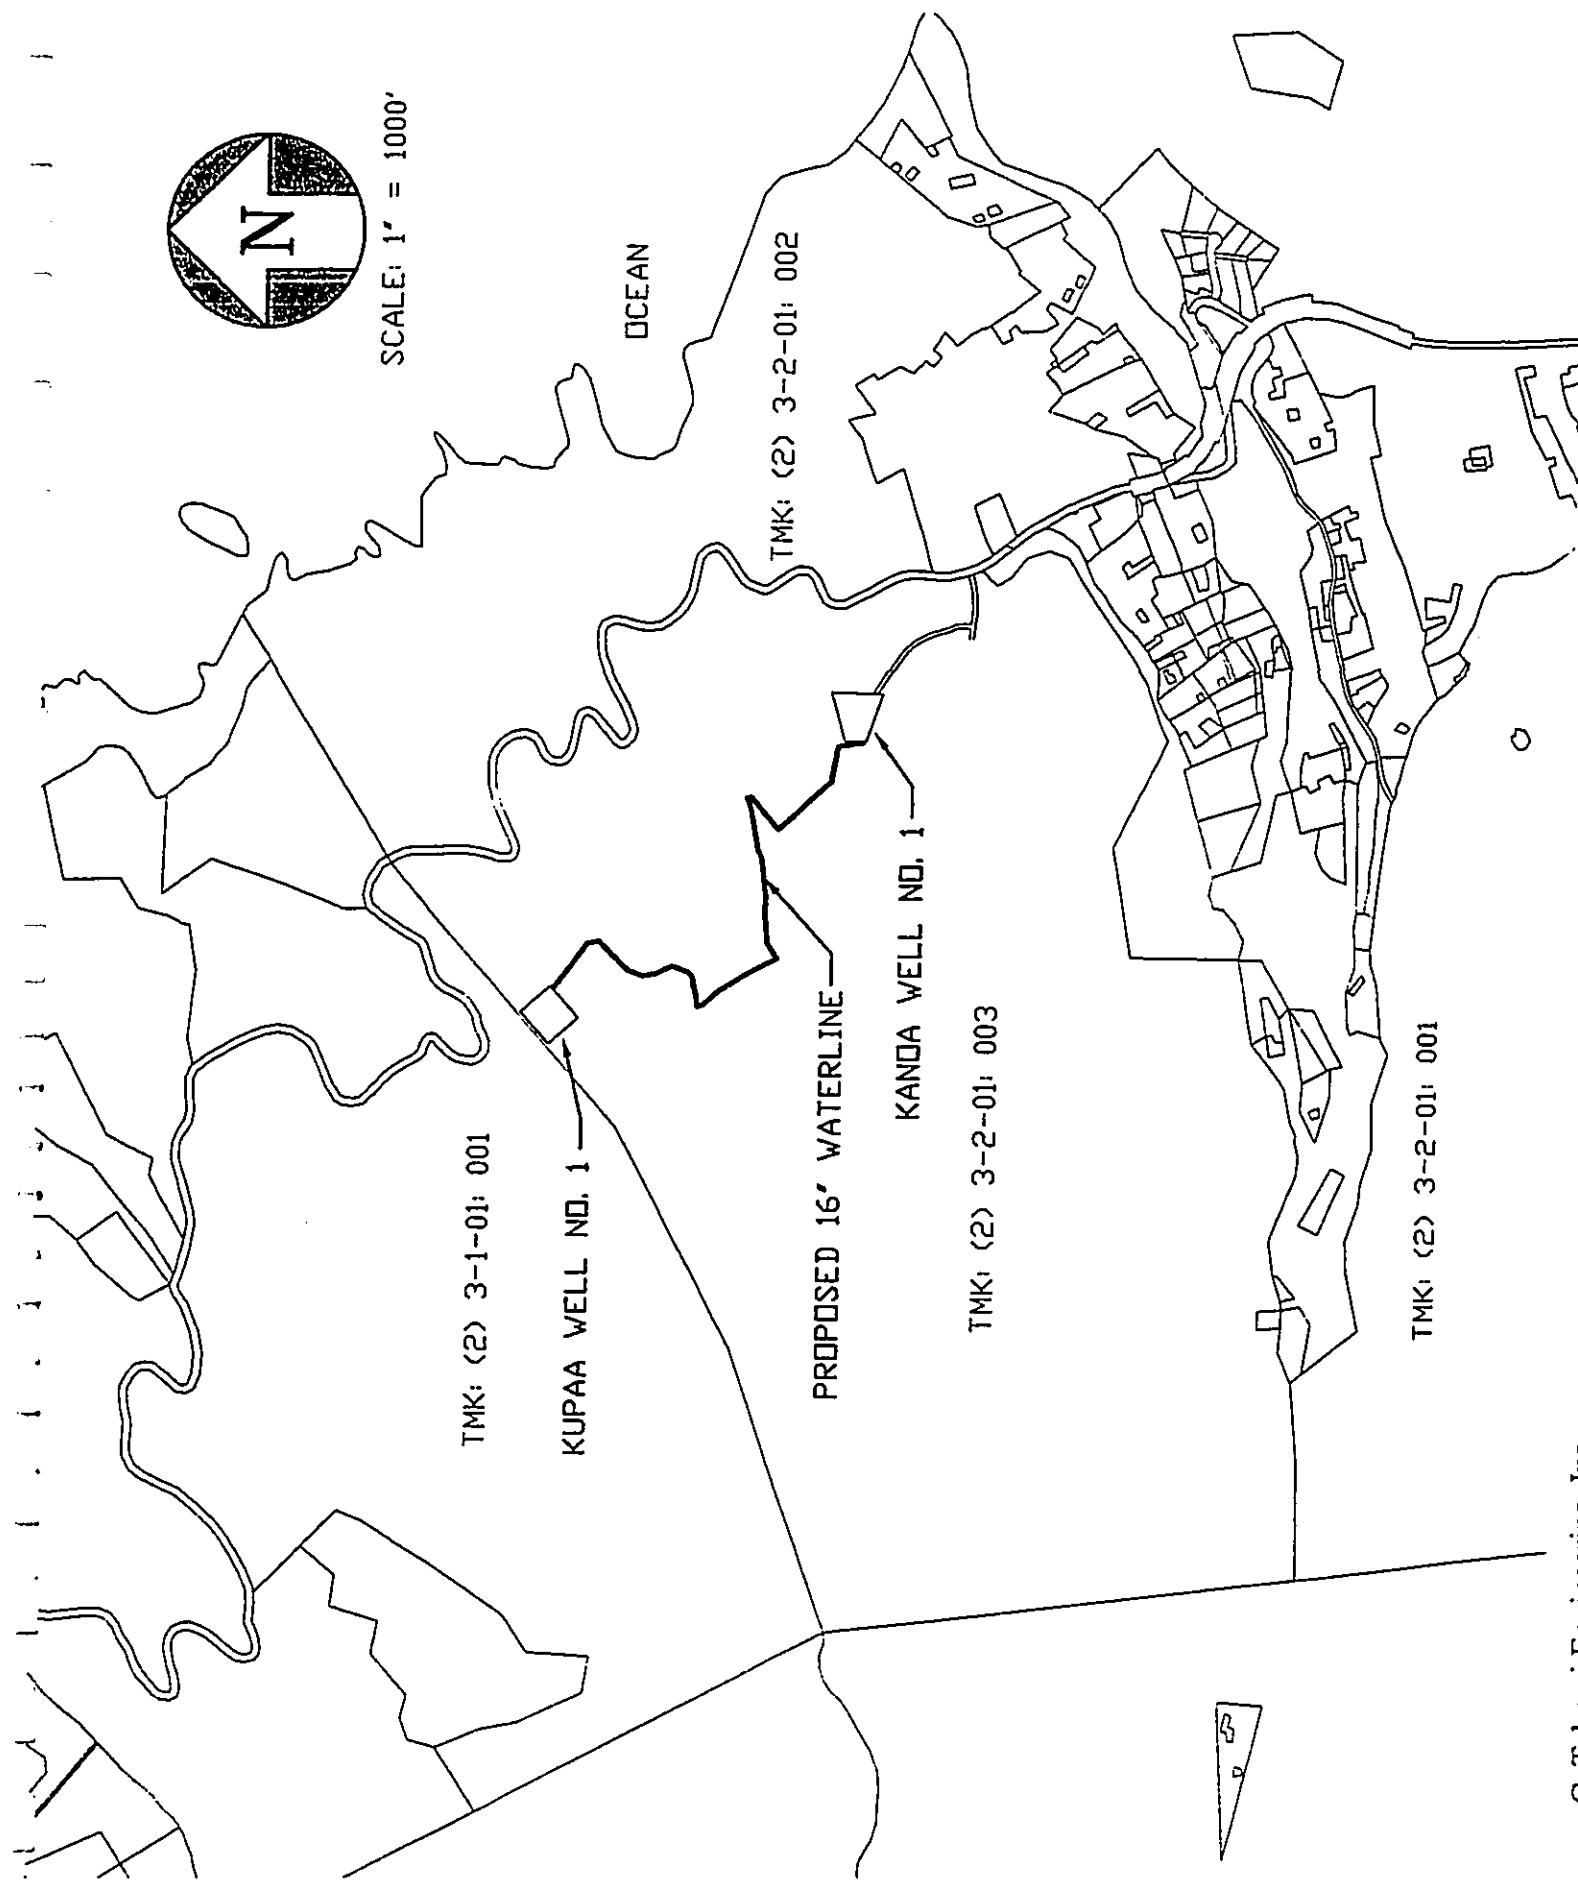 N
SCALE: 1" = 1000'
OCEAN
TMK: (2) 3-2-01: 002
TMK: (2) 3-1-01: 001
KUPAA WELL NO. 1
PROPOSED 16" WATERLINE
KANOA WELL NO. 1
TMK: (2) 3-2-01: 003
TMK: (2) 3-2-01: 001